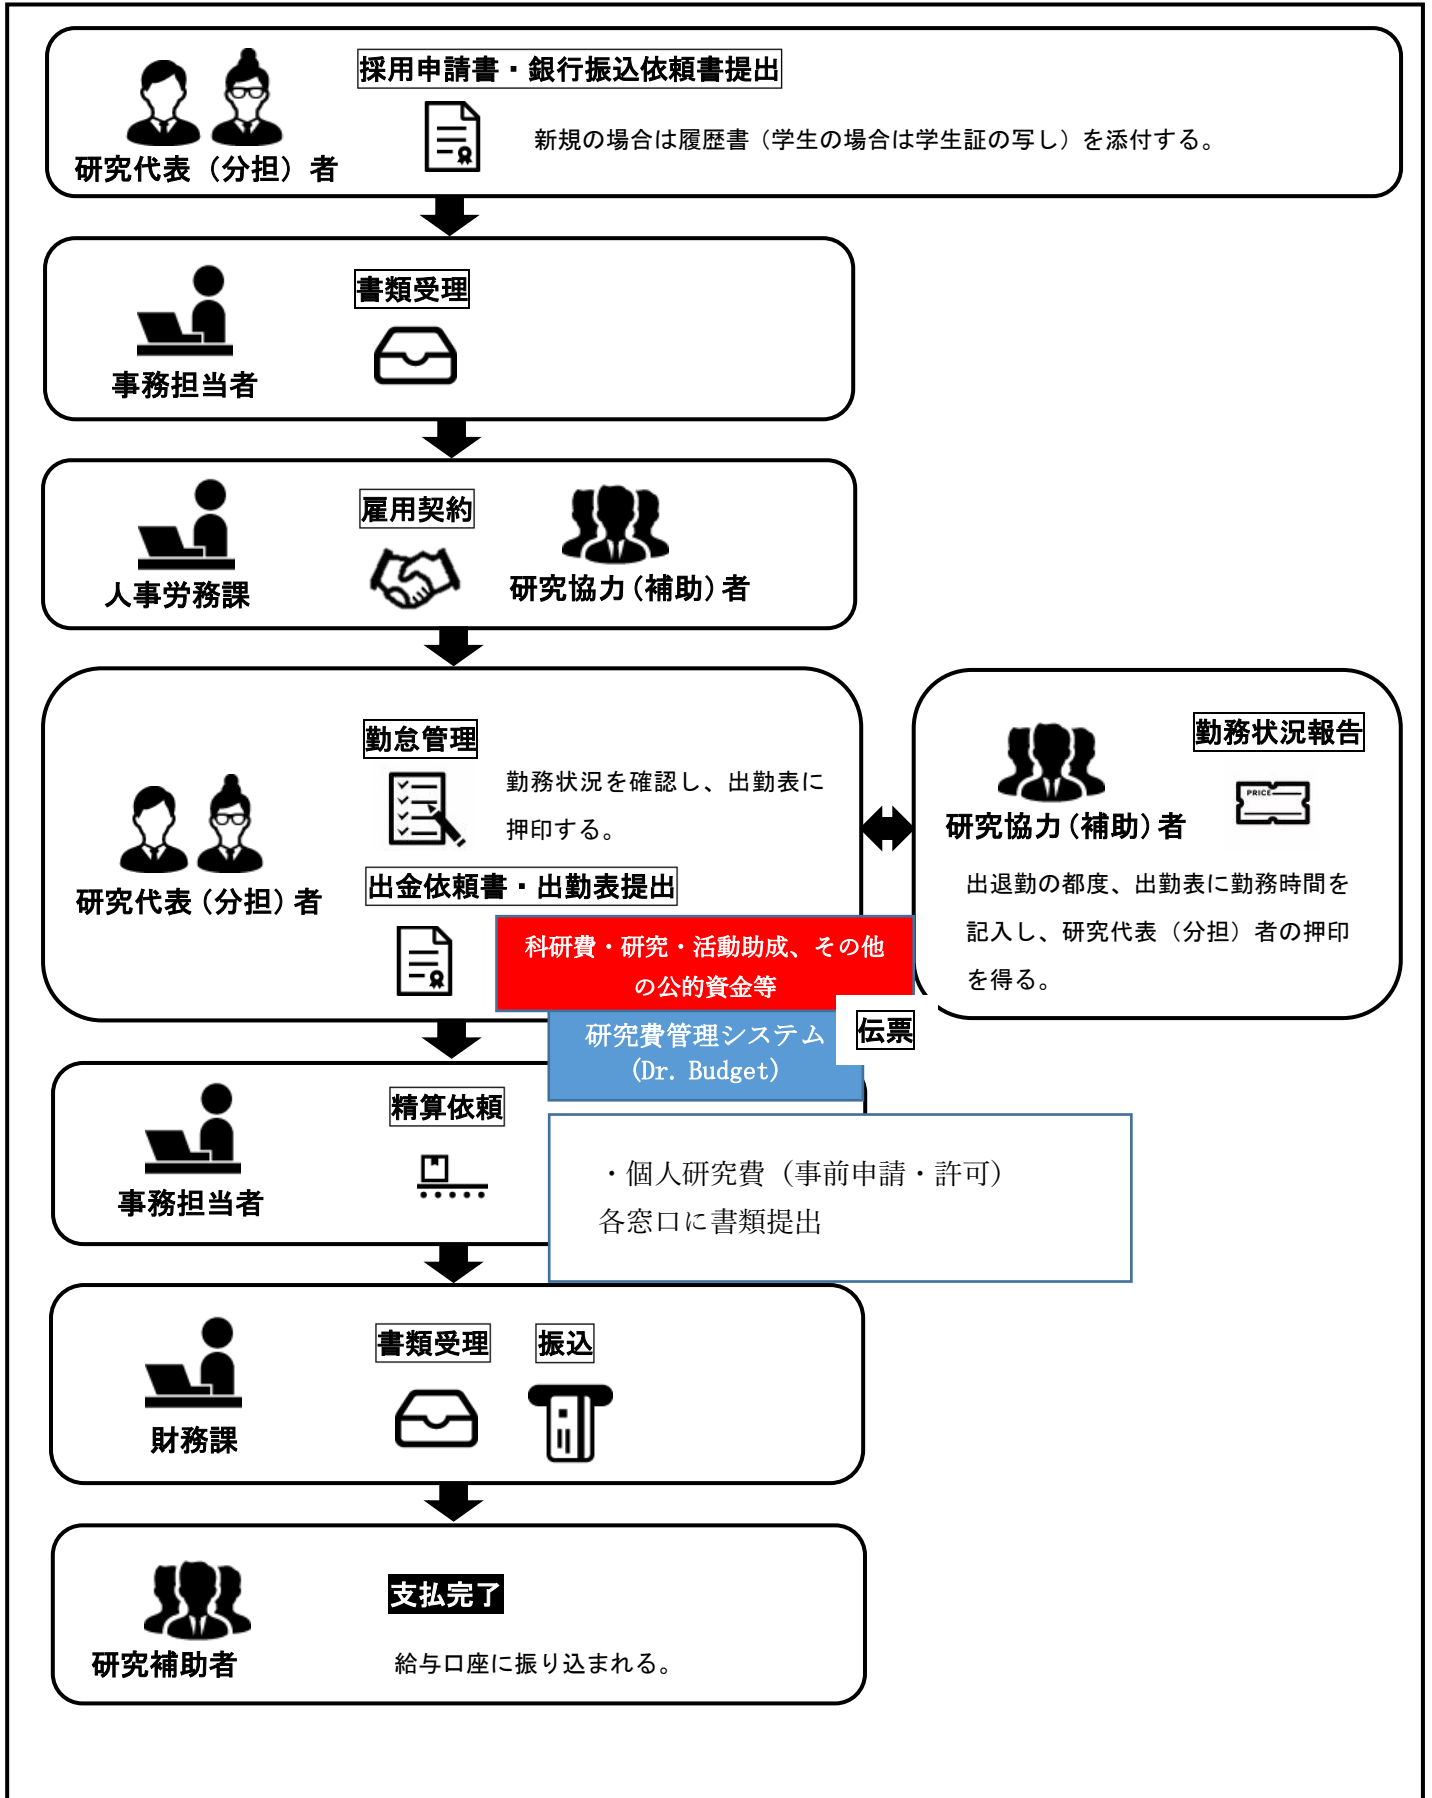 採用申請書・銀行振込依頼書提出
新規の場合は履歴書（学生の場合は学生証の写し）を添付する。
研究代表（分担）者
書類受理
事務担当者
雇用契約
人事労務課
研究協力(補助)者
勤怠管理
勤務状況を確認し、出勤表に
押印する。
研究代表(分担)者
出金依頼書・出勤表提出
勤務状況報告
PRICE
研究協力(補助)者
出退勤の都度、出勤表に勤務時間を
記入し、研究代表（分担）者の押印
を得る。
科研費・研究・活動助成、その他
の公的資金等
研究費管理システム
(Dr. Budget)
伝票
精算依頼
事務担当者
・個人研究費（事前申請・許可）
各窓口に書類提出
書類受理
振込
財務課
支払完了
研究補助者
給与口座に振り込まれる。